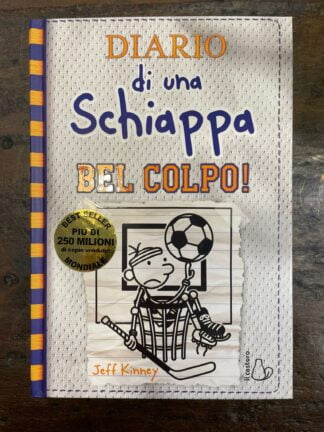 DIARIO
di una
Schiappa
BEL COLPO!
BEST SELLER
PIÙ DI
250 MILIONI
di copie vendute!
MONDIALE
Jeff Kinney
il castoro